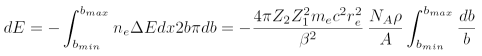 dE = -\int_{b_{min}}^{b_{max}} n_e \Delta E dx 2b\pi db = -\frac{4\pi Z_2 Z_1^2 m_e c^2 r_e^2}{\beta^2} \frac{N_A \rho}{A} \int_{b_{min}}^{b_{max}} \frac{db}{b}